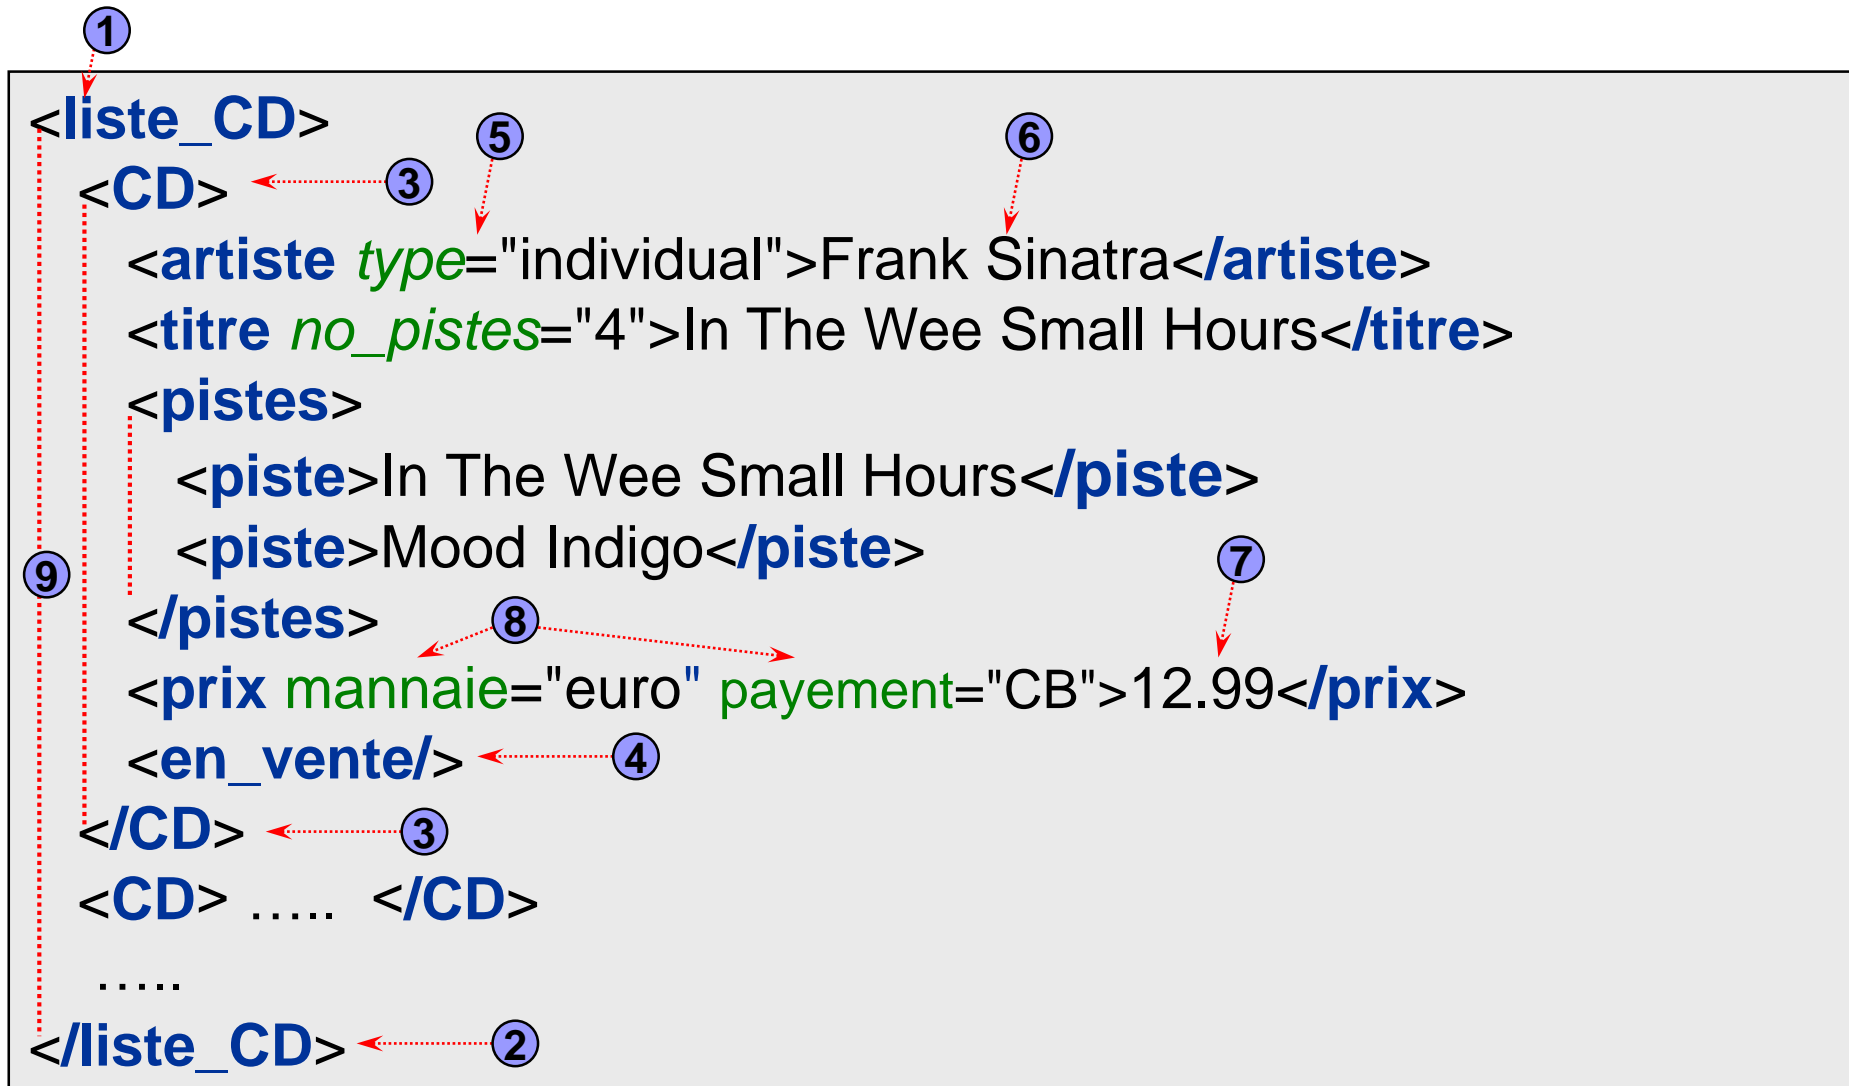 1
<liste_CD>
5
6
<CD>
3
<artiste type="individual">Frank Sinatra</artiste>
<titre no_pistes="4">In The Wee Small Hours</titre>
<pistes>
<piste>In The Wee Small Hours</piste>
<piste>Mood Indigo</piste>
7
9
</pistes>
8
<prix mannaie="euro" payement="CB">12.99</prix>
<en_vente/>
4
</CD>
3
<CD> ..... </CD>
.....
</liste_CD>
2